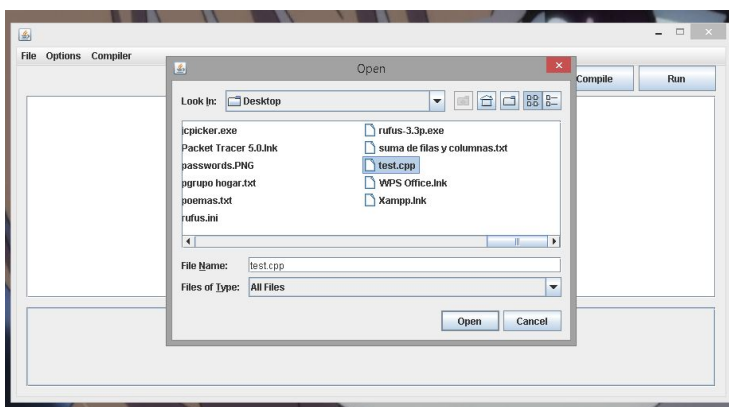 File Options Compiler
Open
Compile Run
Look In: Desktop
icpicker.exe rufus-3.3p.exe
Packet Tracer 5.0.lnk suma de filas y columnas.txt
passwords.PNG test.cpp
pgrupo hogar.txt WPS Office.lnk
poemas.txt Xampp.lnk
rufus.ini
File Name: test.cpp
Files of Type: All Files
Open Cancel